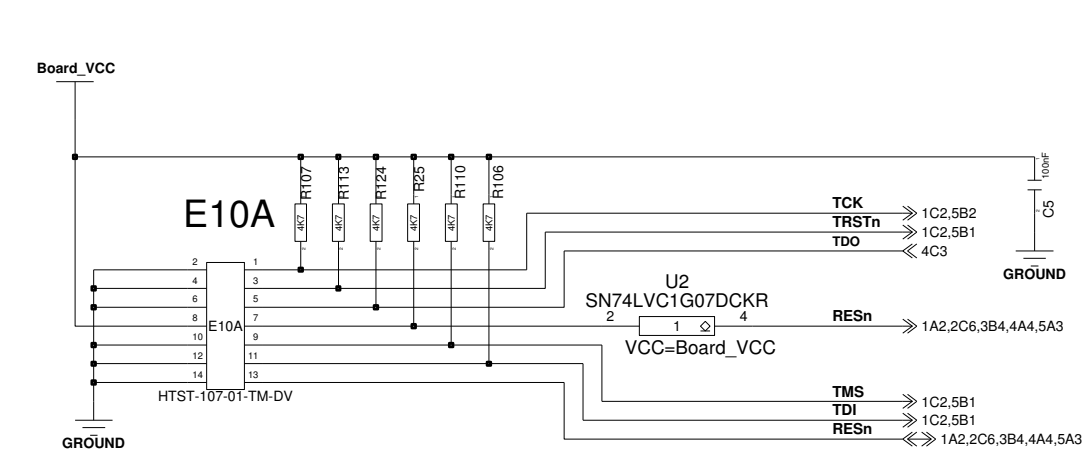 Board_VCC
R107
R113
R124
R25
R110
R106
4K7
4K7
4K7
4K7
4K7
4K7
100nF
C5
GROUND
E10A
TCK 1C2,5B2
TRSTn 1C2,5B1
TDO 4C3
U2
SN74LVC1G07DCKR
2 1 4
VCC=Board_VCC
RESn 1A2,2C6,3B4,4A4,5A3
2 1
4 3
6 5
8 E10A 7
10 9
12 11
14 13
HTST-107-01-TM-DV
GROUND
TMS 1C2,5B1
TDI 1C2,5B1
RESn 1A2,2C6,3B4,4A4,5A3